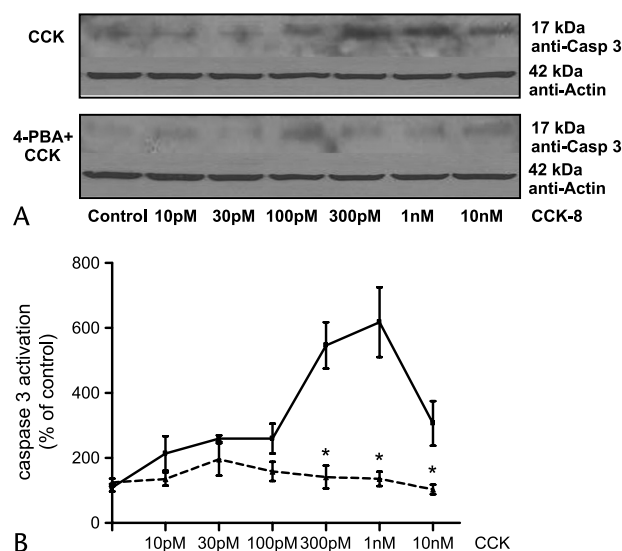 CCK
17 kDa
anti-Casp 3
42 kDa
anti-Actin
4-PBA+
CCK
17 kDa
anti-Casp 3
42 kDa
anti-Actin
A
Control 10pM 30pM 100pM 300pM 1nM 10nM CCK-8
caspase 3 activation
(% of control)
800
600
400
200
0
* * *
10pM 30pM 100pM 300pM 1nM 10nM CCK
B